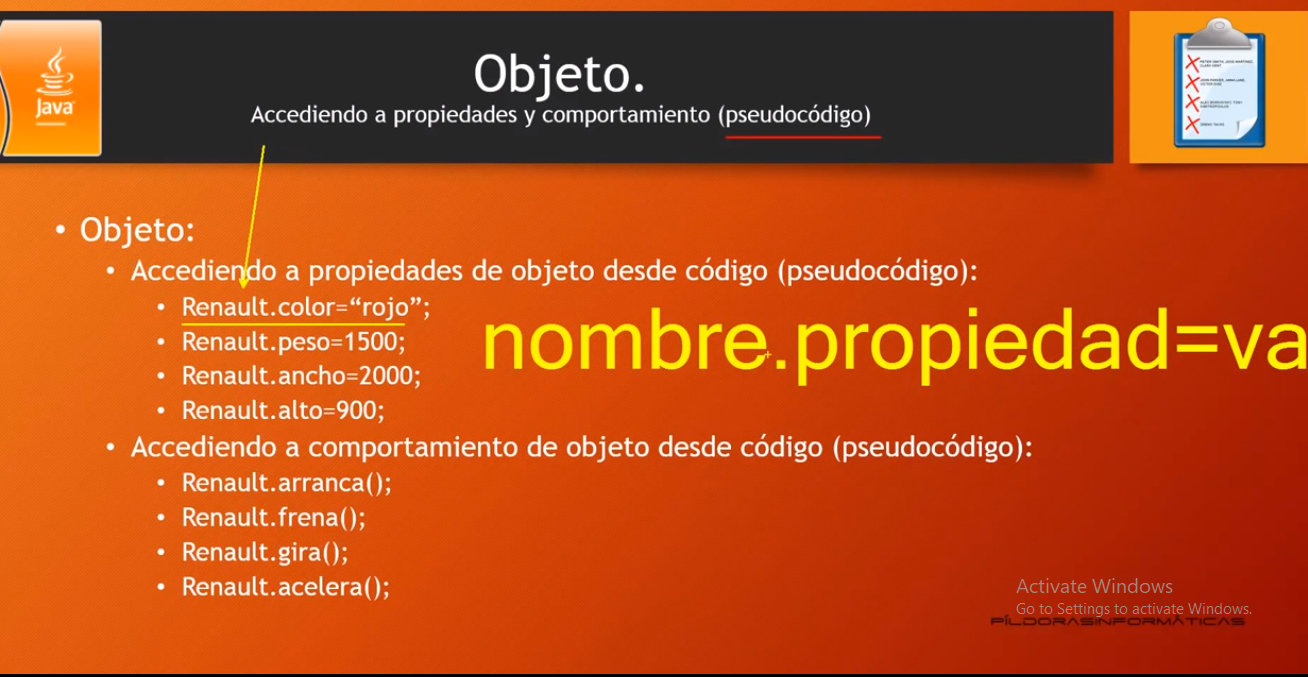 Java
Objeto.
Accediendo a propiedades y comportamiento (pseudocódigo)
• Objeto:
• Accediendo a propiedades de objeto desde código (pseudocódigo):
• Renault.color=“rojo”;
• Renault.peso=1500;
• Renault.ancho=2000;
• Renault.alto=900;
nombre.propiedad=va
• Accediendo a comportamiento de objeto desde código (pseudocódigo):
• Renault.arranca();
• Renault.frena();
• Renault.gira();
• Renault.acelera();
Activate Windows
Go to Settings to activate Windows.
PÍLDORASINFORMÁTICAS